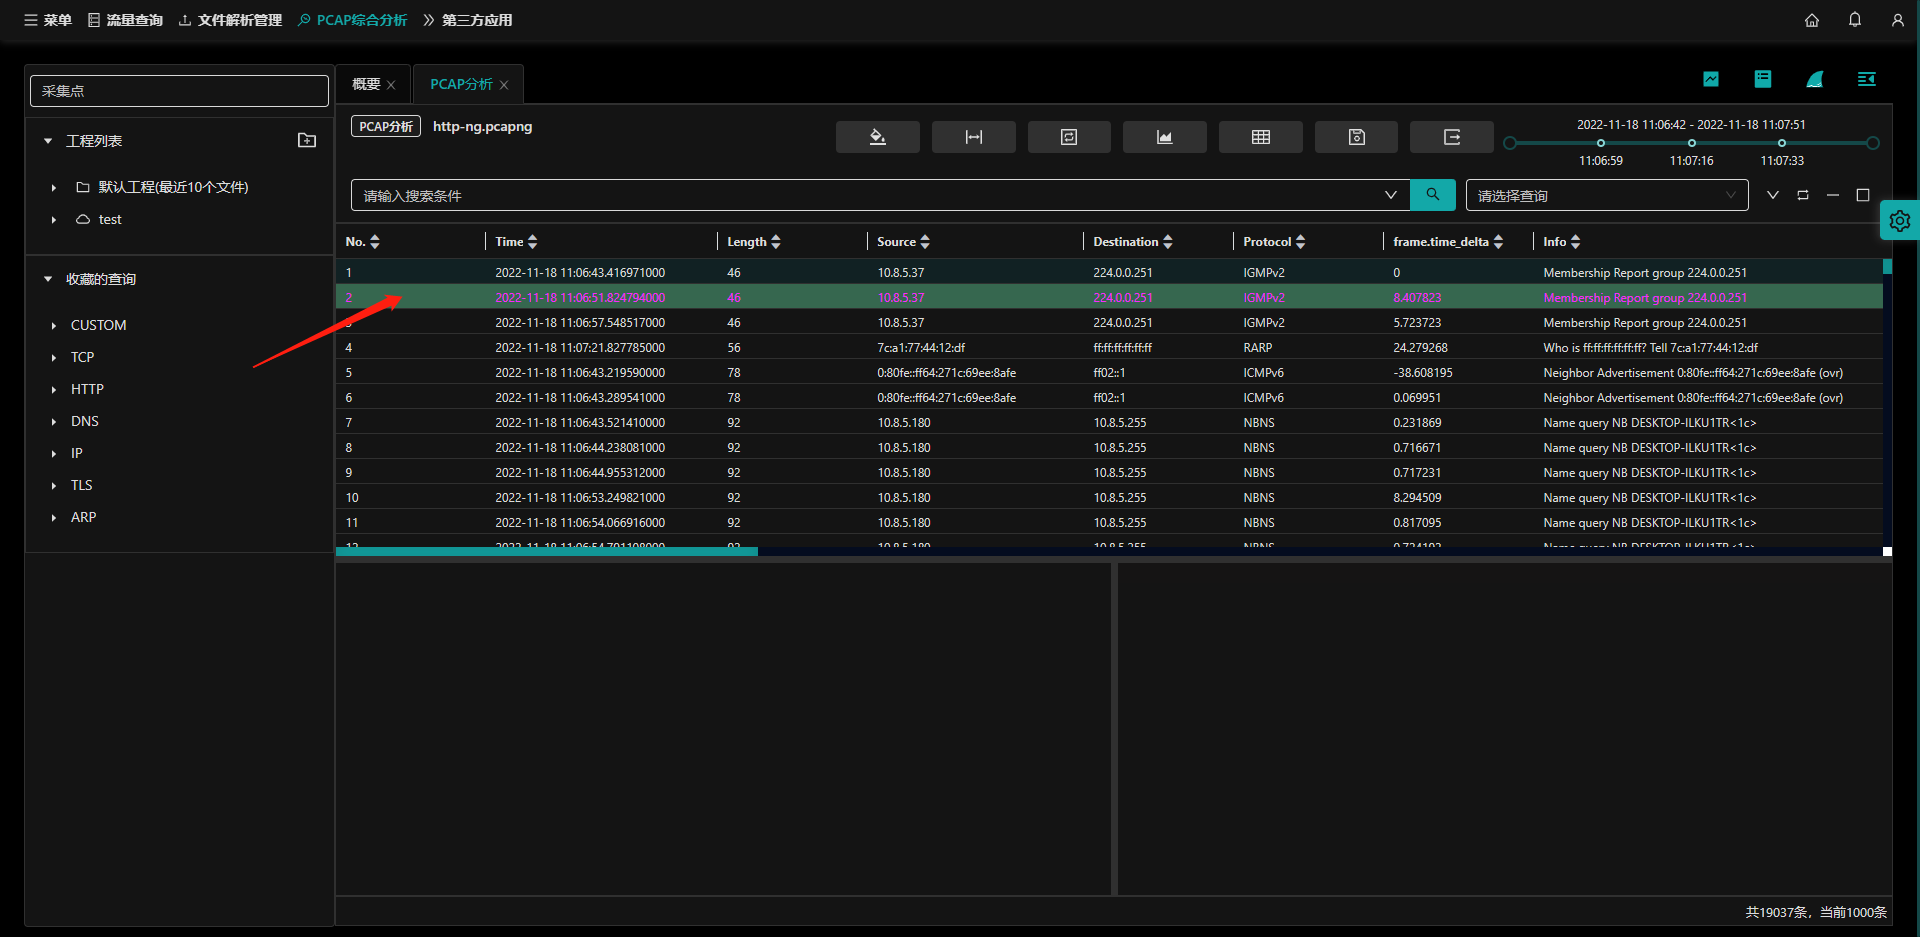 菜单 流量查询 文件解析管理 PCAP综合分析 第三方应用
采集点
工程列表
默认工程(最近10个文件)
test
收藏的查询
CUSTOM
TCP
HTTP
DNS
IP
TLS
ARP
概要 PCAP分析
PCAP分析 http-ng.pcapng
2022-11-18 11:06:42 - 2022-11-18 11:07:51
11:06:59 11:07:16 11:07:33
请输入搜索条件 请选择查询
No. Time Length Source Destination Protocol frame.time_delta Info
1 2022-11-18 11:06:43.416971000 46 10.8.5.37 224.0.0.251 IGMPv2 0 Membership Report group 224.0.0.251
2 2022-11-18 11:06:51.824794000 46 10.8.5.37 224.0.0.251 IGMPv2 8.407823 Membership Report group 224.0.0.251
3 2022-11-18 11:06:57.548517000 46 10.8.5.37 224.0.0.251 IGMPv2 5.723723 Membership Report group 224.0.0.251
4 2022-11-18 11:07:21.827785000 56 7c:a1:77:44:12:df ff:ff:ff:ff:ff:ff RARP 24.279268 Who is ff:ff:ff:ff:ff:ff? Tell 7c:a1:77:44:12:df
5 2022-11-18 11:06:43.219590000 78 0:80fe::ff64:271c:69ee:8afe ff02::1 ICMPv6 -38.608195 Neighbor Advertisement 0:80fe::ff64:271c:69ee:8afe (ovr)
6 2022-11-18 11:06:43.289541000 78 0:80fe::ff64:271c:69ee:8afe ff02::1 ICMPv6 0.069951 Neighbor Advertisement 0:80fe::ff64:271c:69ee:8afe (ovr)
7 2022-11-18 11:06:43.521410000 92 10.8.5.180 10.8.5.255 NBNS 0.231869 Name query NB DESKTOP-ILKU1TR<1c>
8 2022-11-18 11:06:44.238081000 92 10.8.5.180 10.8.5.255 NBNS 0.716671 Name query NB DESKTOP-ILKU1TR<1c>
9 2022-11-18 11:06:44.955312000 92 10.8.5.180 10.8.5.255 NBNS 0.717231 Name query NB DESKTOP-ILKU1TR<1c>
10 2022-11-18 11:06:53.249821000 92 10.8.5.180 10.8.5.255 NBNS 8.294509 Name query NB DESKTOP-ILKU1TR<1c>
11 2022-11-18 11:06:54.066916000 92 10.8.5.180 10.8.5.255 NBNS 0.817095 Name query NB DESKTOP-ILKU1TR<1c>
12 92 10.8.5.180 10.8.5.255 NBNS Name query NB DESKTOP-ILKU1TR<1c>
共19037条，当前1000条